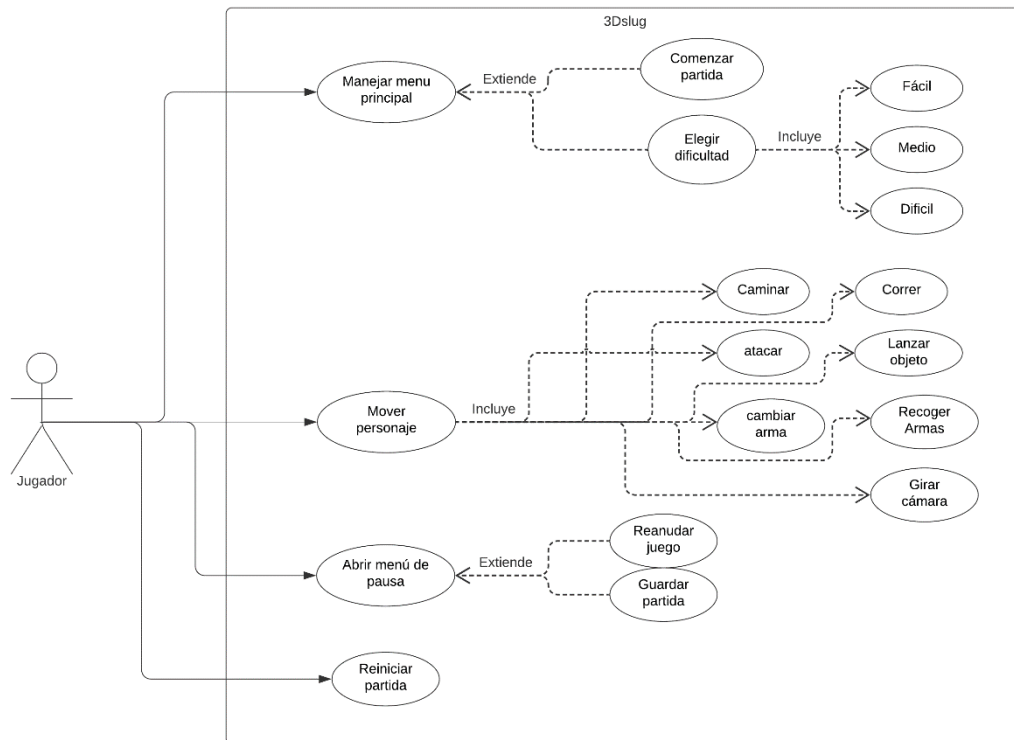 3Dslug
Manejar menu
principal
Extiende
Comenzar
partida
Elegir
dificultad
Incluye
Fácil
Medio
Dificil
Jugador
Mover
personaje
Incluye
Caminar
Correr
atacar
Lanzar
objeto
cambiar
arma
Recoger
Armas
Girar
cámara
Abrir menú de
pausa
Extiende
Reanudar
juego
Guardar
partida
Reiniciar
partida